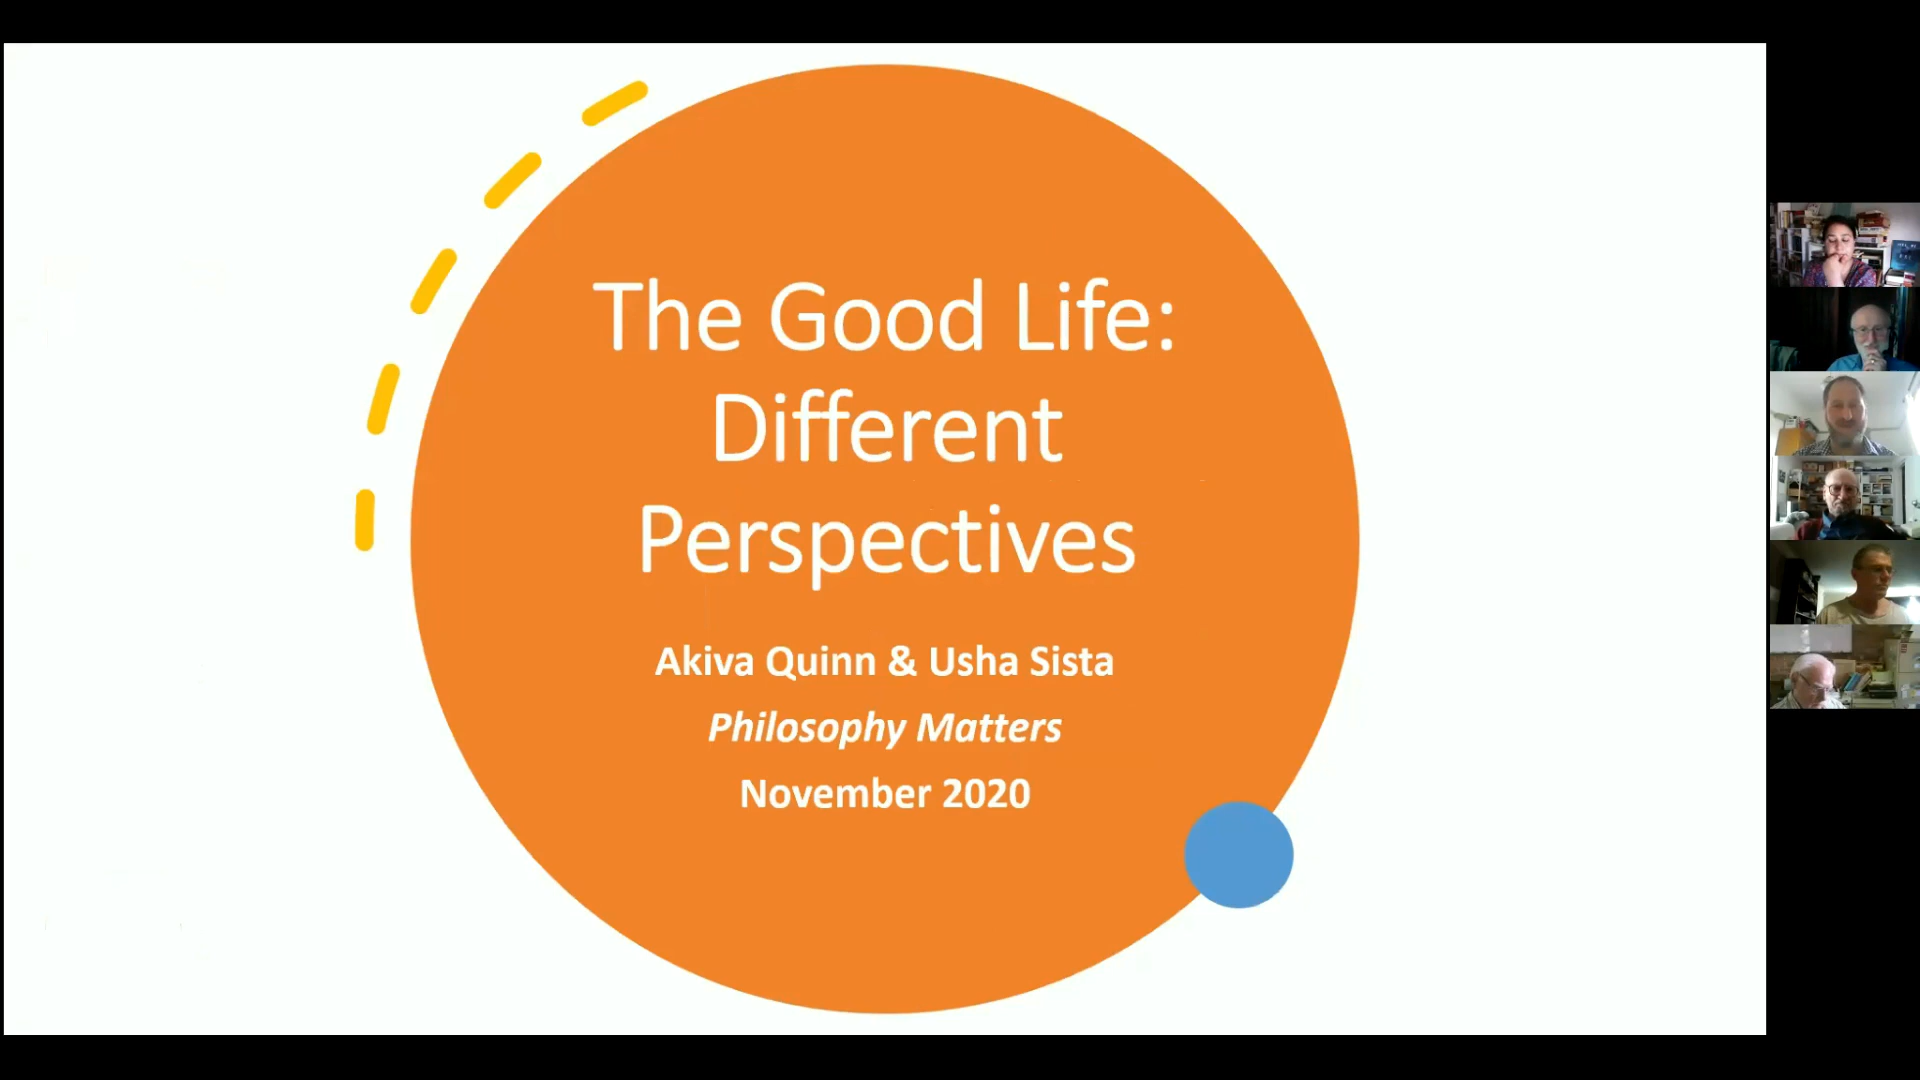 The Good Life:
Different
Perspectives
Akiva Quinn & Usha Sista
Philosophy Matters
November 2020